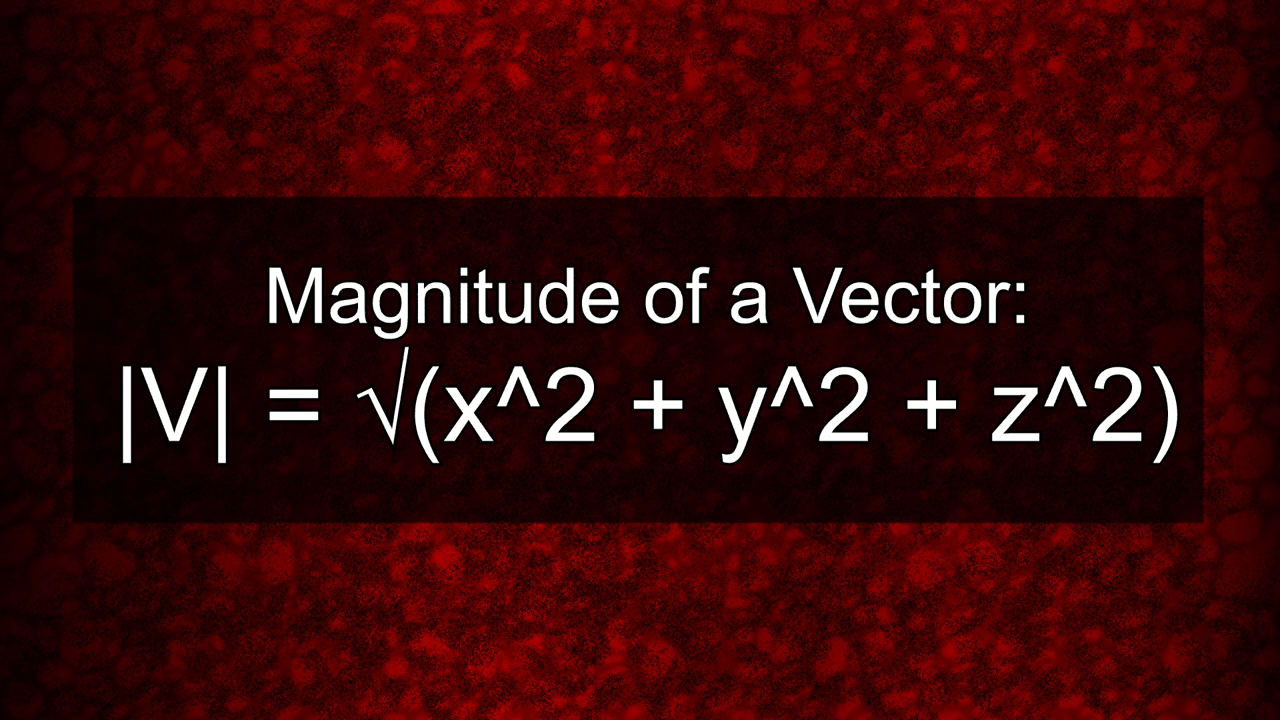 Magnitude of a Vector:
|V| = √(x^2 + y^2 + z^2)